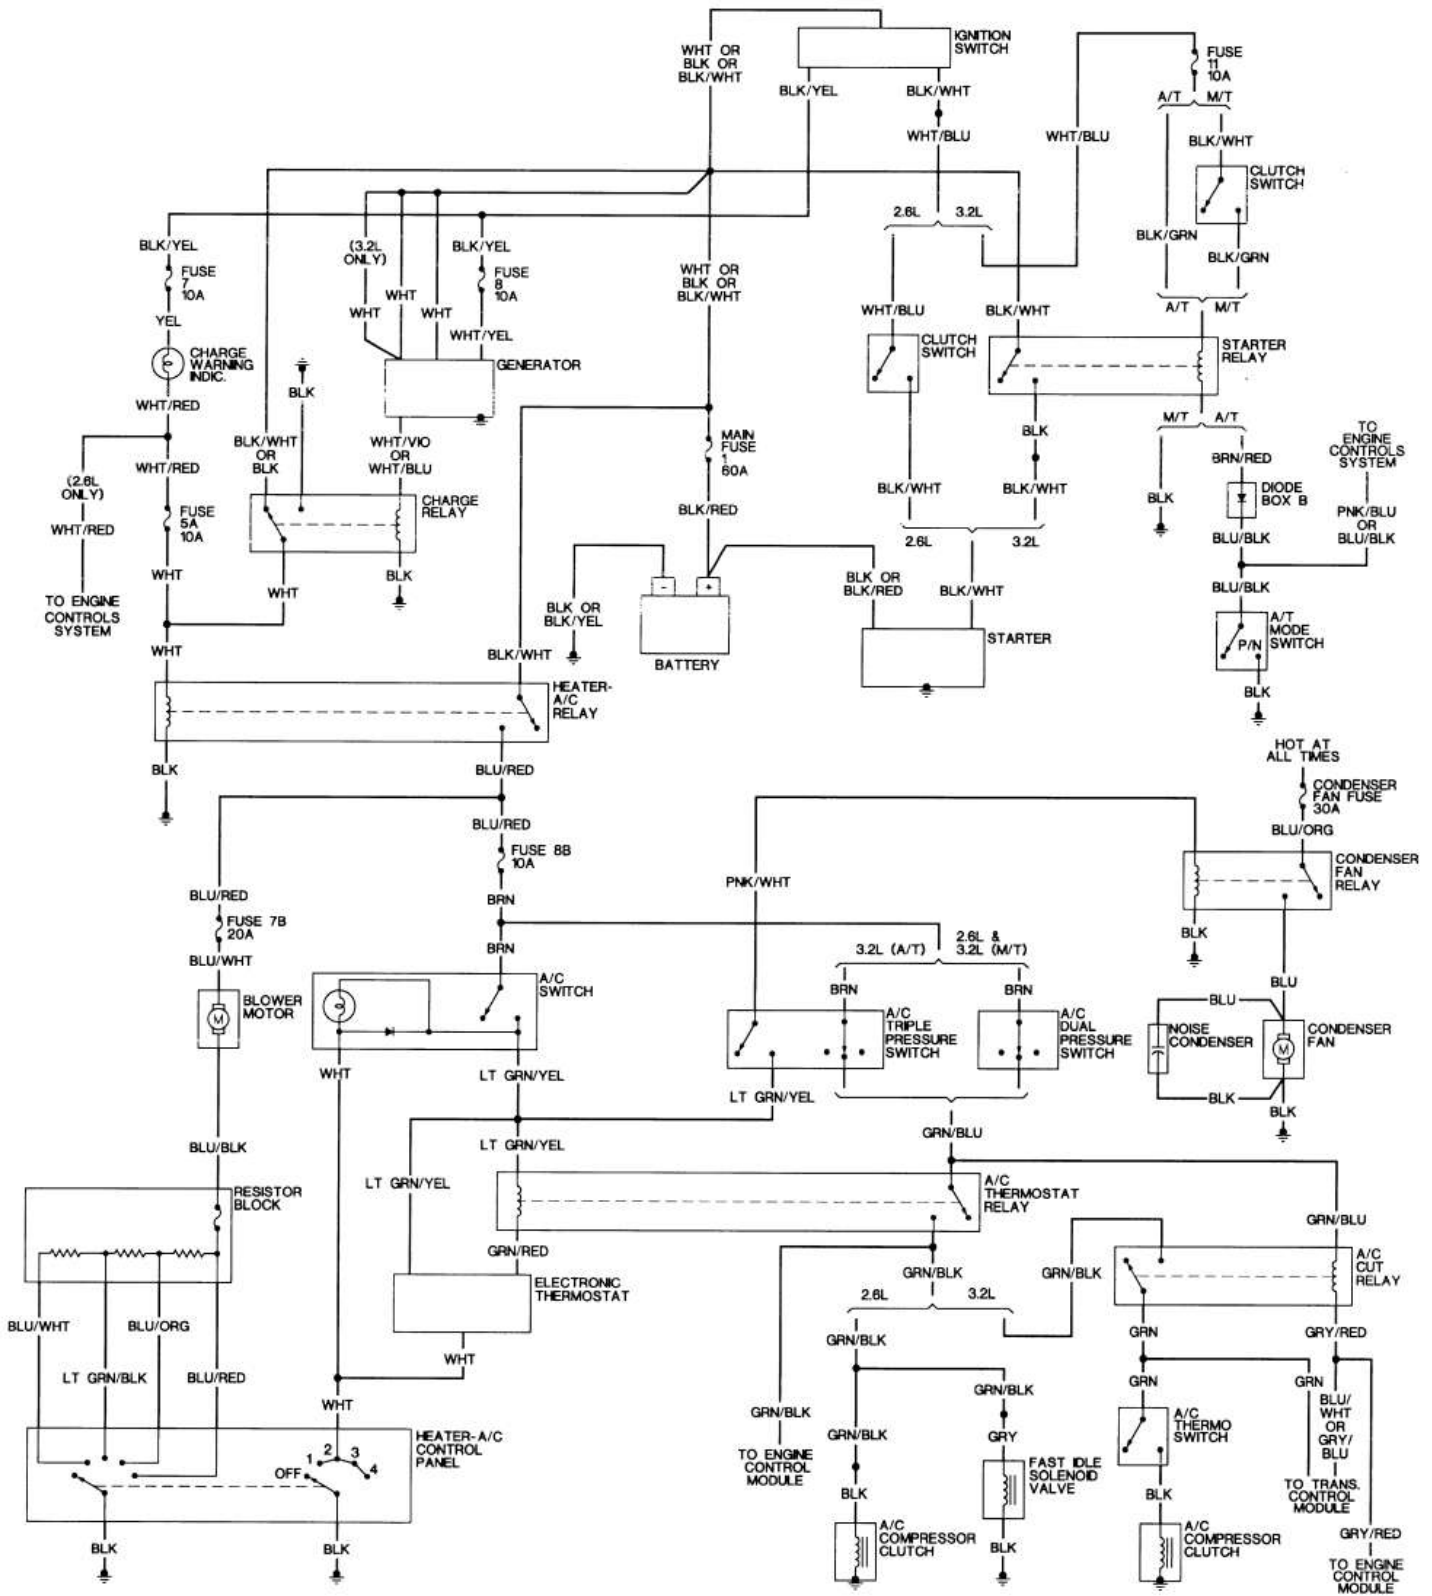 IGNITION
SWITCH
WHT OR
BLK OR
BLK/WHT
BLK/YEL
BLK/WHT
WHT/BLU
WHT/BLU
FUSE
11
10A
A/T
M/T
BLK/WHT
CLUTCH
SWITCH
BLK/GRN
BLK/GRN
A/T
M/T
2.6L
3.2L
BLK/YEL
FUSE
7
10A
YEL
CHARGE
WARNING
INDIC.
WHT/RED
(3.2L
ONLY)
WHT
WHT
WHT
BLK/YEL
FUSE
8
10A
WHT/YEL
GENERATOR
WHT OR
BLK OR
BLK/WHT
WHT/BLU
CLUTCH
SWITCH
BLK/WHT
STARTER
RELAY
BLK
M/T
A/T
BRN/RED
BLK
DIODE
BOX B
BLU/BLK
TO
ENGINE
CONTROLS
SYSTEM
PNK/BLU
OR
BLU/BLK
BLU/BLK
A/T
MODE
SWITCH
P/N
BLK
BLK
(2.6L
ONLY)
WHT/RED
WHT/RED
FUSE
5A
10A
BLK/WHT
OR
BLK
WHT/VIO
OR
WHT/BLU
CHARGE
RELAY
WHT
WHT
BLK
TO ENGINE
CONTROLS
SYSTEM
MAIN
FUSE
1
60A
BLK/RED
BLK/WHT
BLK/WHT
2.6L
3.2L
BLK OR
BLK/YEL
-
+
BATTERY
BLK OR
BLK/RED
BLK/WHT
STARTER
WHT
BLK/WHT
HEATER-
A/C
RELAY
BLK
BLU/RED
BLU/RED
FUSE 8B
10A
BRN
BRN
BLU/RED
FUSE 7B
20A
BLU/WHT
M
BLOWER
MOTOR
A/C
SWITCH
HOT AT
ALL TIMES
CONDENSER
FAN FUSE
30A
BLU/ORG
CONDENSER
FAN
RELAY
PNK/WHT
BLK
BLU
3.2L (A/T)
2.6L &
3.2L (M/T)
BRN
BRN
A/C
TRIPLE
PRESSURE
SWITCH
A/C
DUAL
PRESSURE
SWITCH
BLU
NOISE
CONDENSER
M
CONDENSER
FAN
BLK
BLK
WHT
LT GRN/YEL
LT GRN/YEL
GRN/BLU
BLU/BLK
LT GRN/YEL
LT GRN/YEL
RESISTOR
BLOCK
A/C
THERMOSTAT
RELAY
GRN/BLU
GRN/RED
ELECTRONIC
THERMOSTAT
GRN/BLK
GRN/BLK
A/C
CUT
RELAY
2.6L
3.2L
BLU/WHT
BLU/ORG
LT GRN/BLK
BLU/RED
WHT
WHT
GRN/BLK
GRN
GRY/RED
GRN/BLK
GRN/BLK
GRN/BLK
GRY
GRN
GRN
BLU/
WHT
OR
GRY/
BLU
HEATER-A/C
CONTROL
PANEL
OFF
1
2
3
4
TO ENGINE
CONTROL
MODULE
A/C
THERMO
SWITCH
FAST IDLE
SOLENOID
VALVE
TO TRANS.
CONTROL
MODULE
BLK
BLK
A/C
COMPRESSOR
CLUTCH
BLK
A/C
COMPRESSOR
CLUTCH
GRY/RED
TO ENGINE
CONTROL
MODULE
BLK
BLK